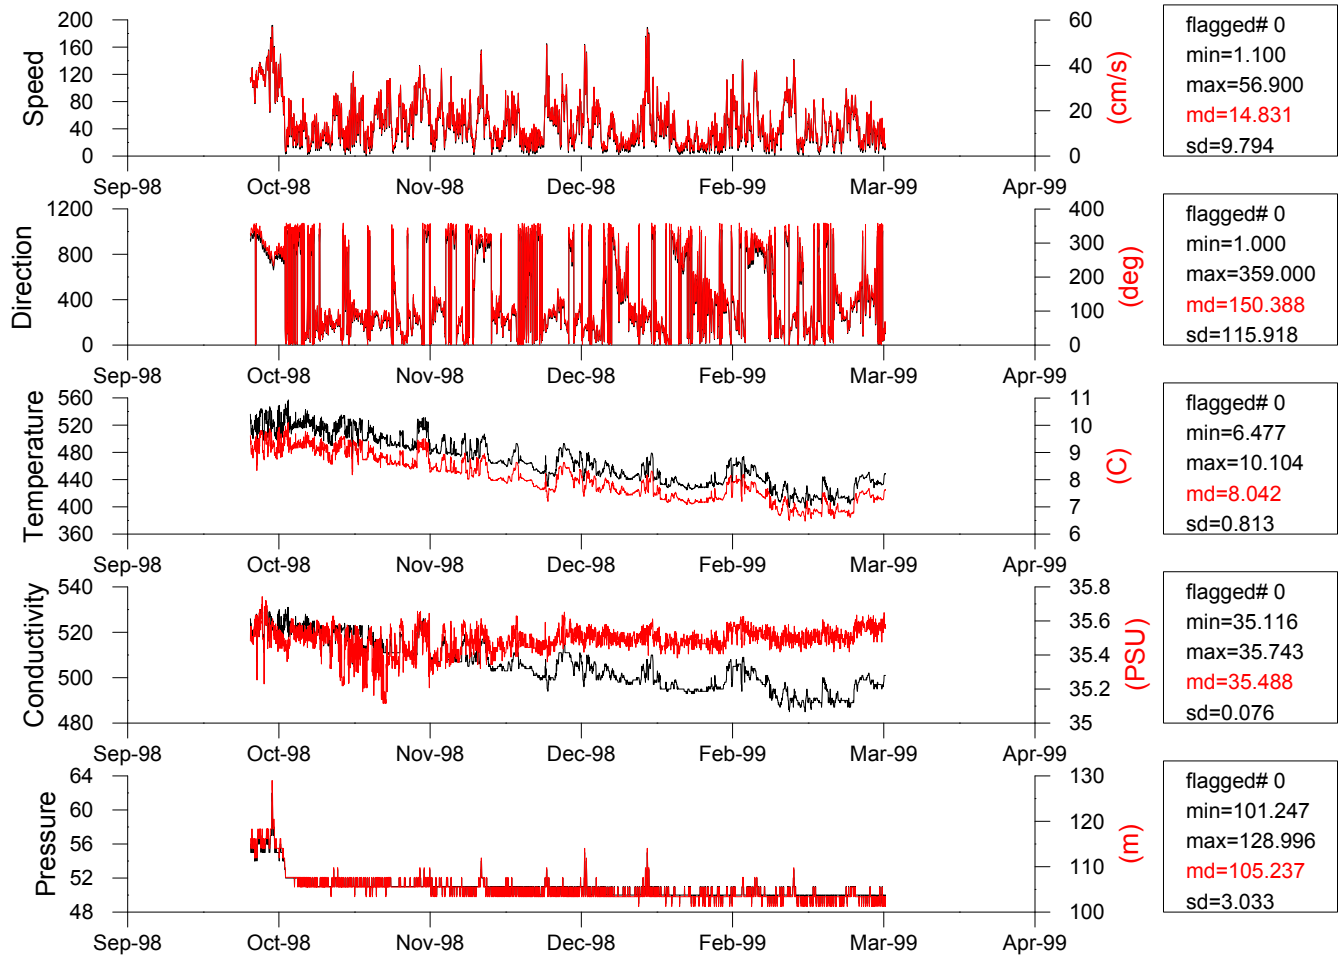 Speed
200
160
120
80
40
0
60
40
20
0
(cm/s)
Sep-98 Oct-98 Nov-98 Dec-98 Feb-99 Mar-99 Apr-99
flagged# 0
min=1.100
max=56.900
md=14.831
sd=9.794
Direction
1200
800
400
0
400
300
200
100
0
(deg)
Sep-98 Oct-98 Nov-98 Dec-98 Feb-99 Mar-99 Apr-99
flagged# 0
min=1.000
max=359.000
md=150.388
sd=115.918
Temperature
560
520
480
440
400
360
11
10
9
8
7
6
(C)
Sep-98 Oct-98 Nov-98 Dec-98 Feb-99 Mar-99 Apr-99
flagged# 0
min=6.477
max=10.104
md=8.042
sd=0.813
Conductivity
540
520
500
480
35.8
35.6
35.4
35.2
35
(PSU)
Sep-98 Oct-98 Nov-98 Dec-98 Feb-99 Mar-99 Apr-99
flagged# 0
min=35.116
max=35.743
md=35.488
sd=0.076
Pressure
64
60
56
52
48
130
120
110
100
(m)
Sep-98 Oct-98 Nov-98 Dec-98 Feb-99 Mar-99 Apr-99
flagged# 0
min=101.247
max=128.996
md=105.237
sd=3.033